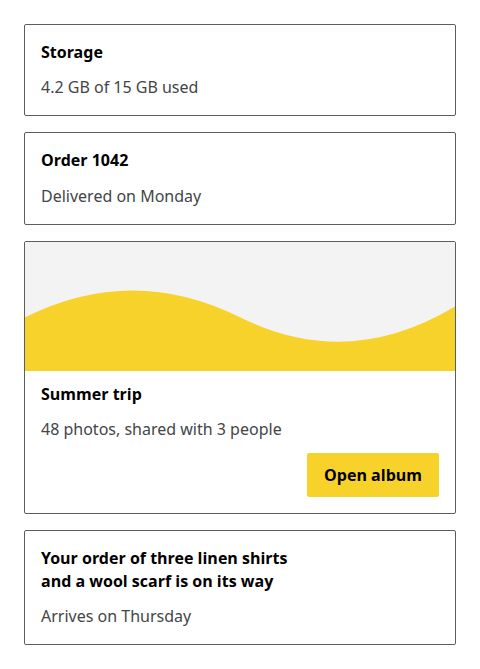 Storage
4.2 GB of 15 GB used
Order 1042
Delivered on Monday
Summer trip
48 photos, shared with 3 people
Open album
Your order of three linen shirts
and a wool scarf is on its way
Arrives on Thursday